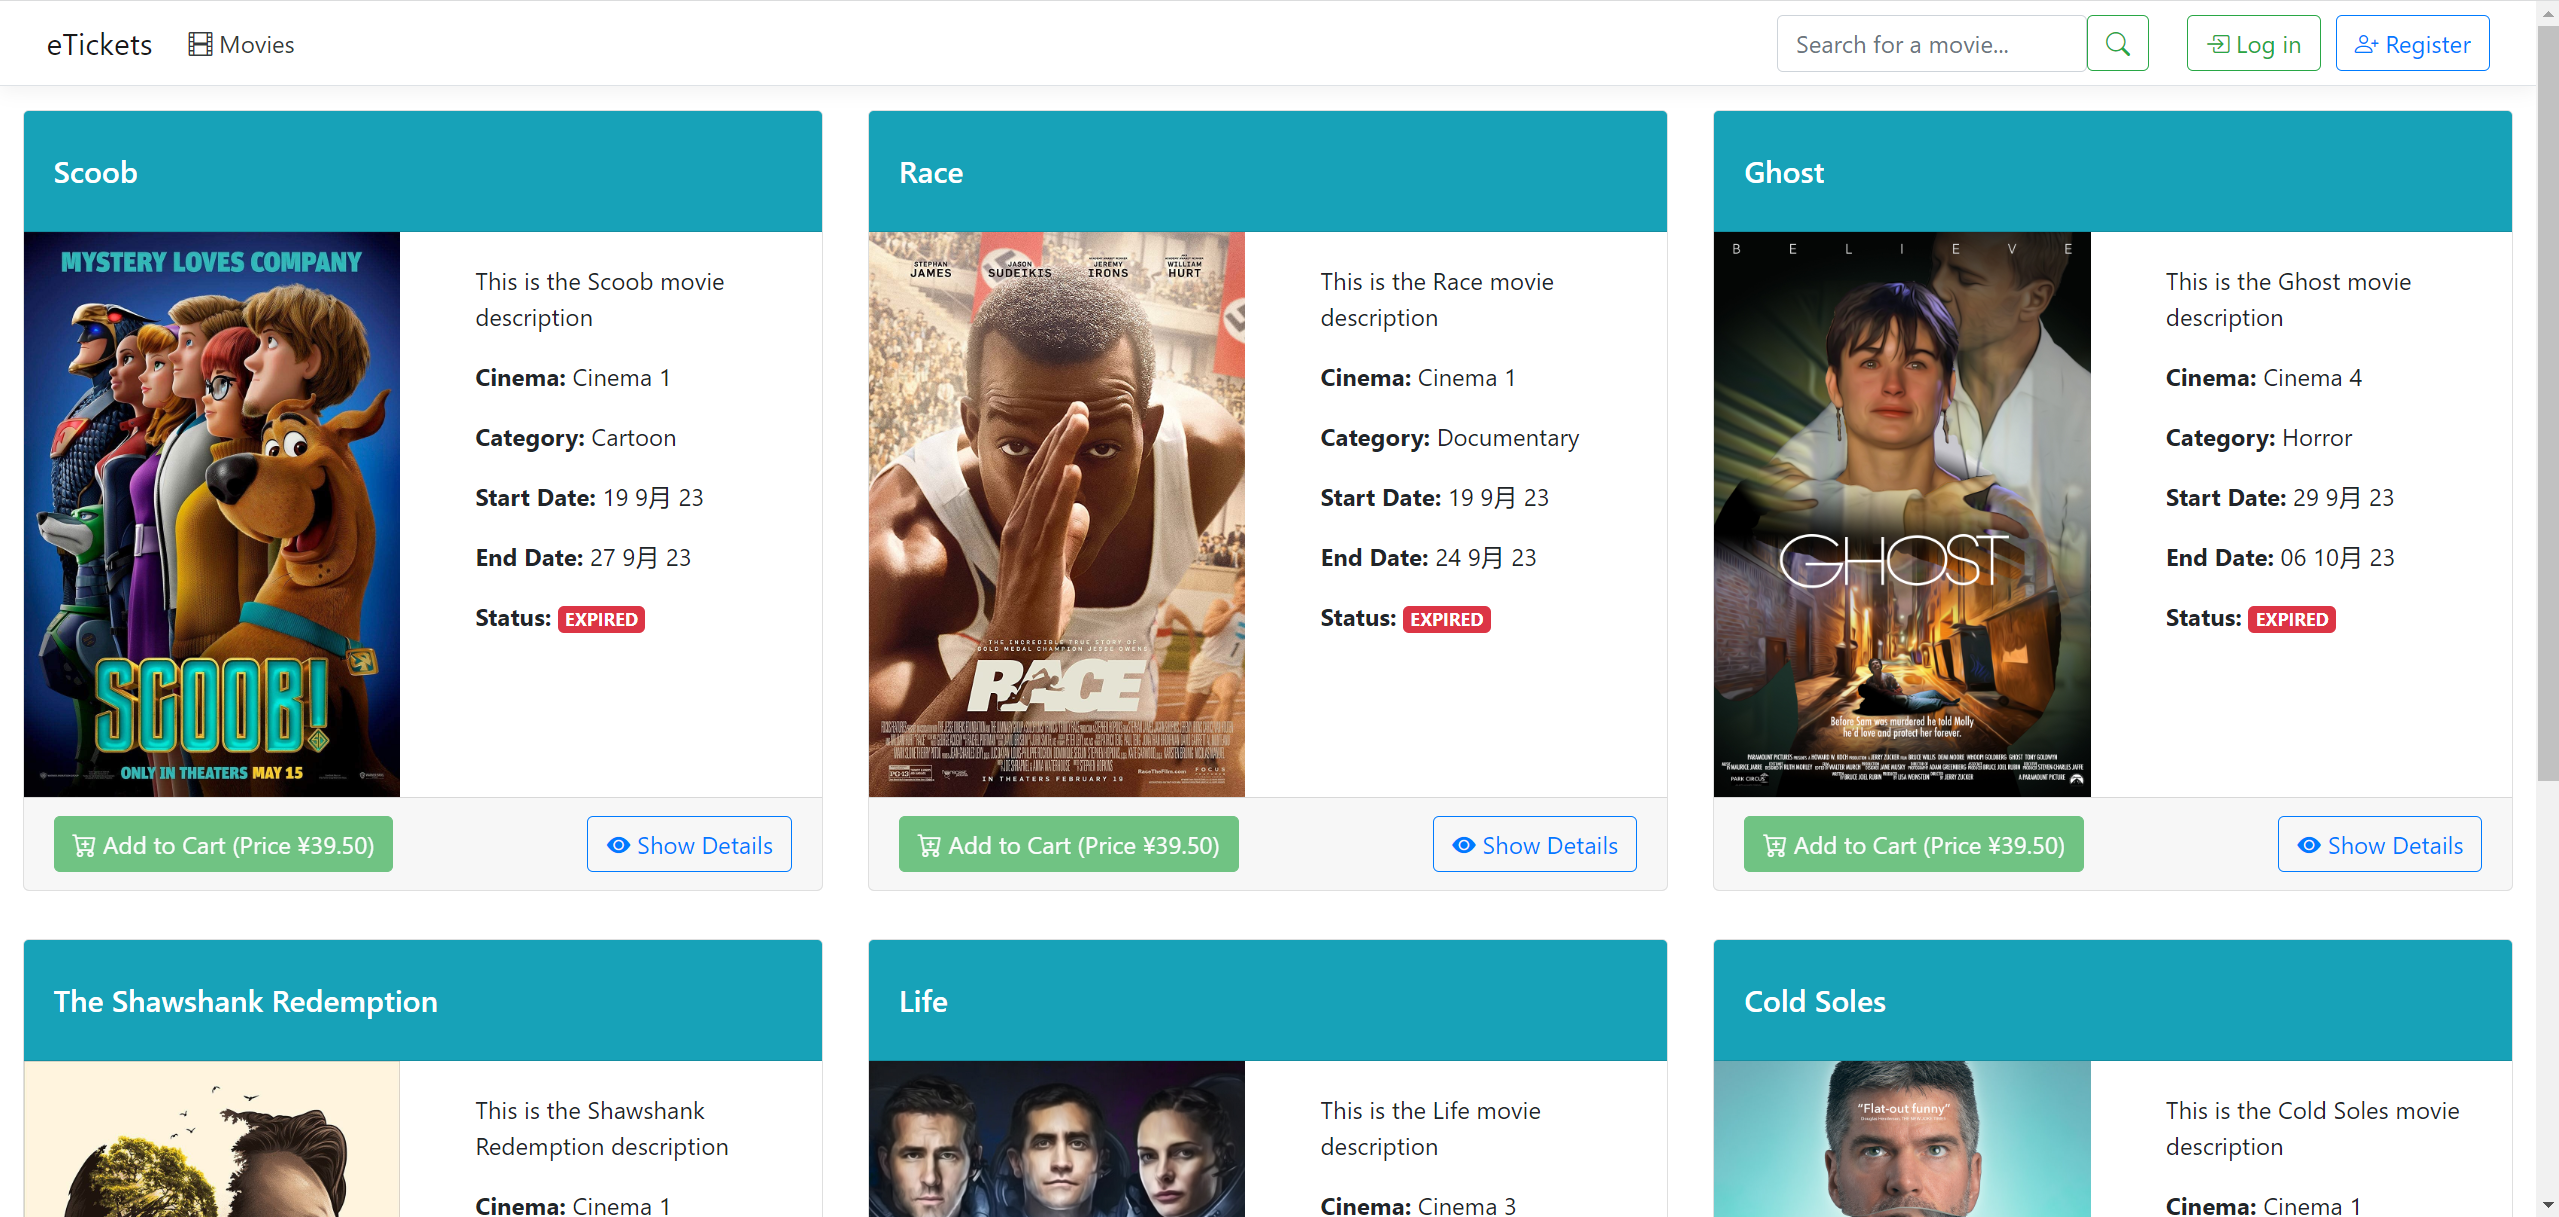 eTickets
Movies
Search for a movie...
Log in
Register
Scoob
MYSTERY LOVES COMPANY
SCOOB!
ONLY IN THEATERS MAY 15
This is the Scoob movie
description
Cinema: Cinema 1
Category: Cartoon
Start Date: 19 9月 23
End Date: 27 9月 23
Status: EXPIRED
Add to Cart (Price ¥39.50)
Show Details
Race
STEPHAN JAMES
JASON SUDEIKIS
JEREMY IRONS
WILLIAM HURT
THE INCREDIBLE TRUE STORY OF
GOLD MEDAL CHAMPION JESSE OWENS
RACE
IN THEATERS FEBRUARY 19
This is the Race movie
description
Cinema: Cinema 1
Category: Documentary
Start Date: 19 9月 23
End Date: 24 9月 23
Status: EXPIRED
Add to Cart (Price ¥39.50)
Show Details
Ghost
BELIEVE
GHOST
Before Sam was murdered he told Molly
he'd love and protect her forever.
This is the Ghost movie
description
Cinema: Cinema 4
Category: Horror
Start Date: 29 9月 23
End Date: 06 10月 23
Status: EXPIRED
Add to Cart (Price ¥39.50)
Show Details
The Shawshank Redemption
This is the Shawshank
Redemption description
Cinema: Cinema 1
Life
This is the Life movie
description
Cinema: Cinema 3
Cold Soles
"Flat-out funny"
This is the Cold Soles movie
description
Cinema: Cinema 1